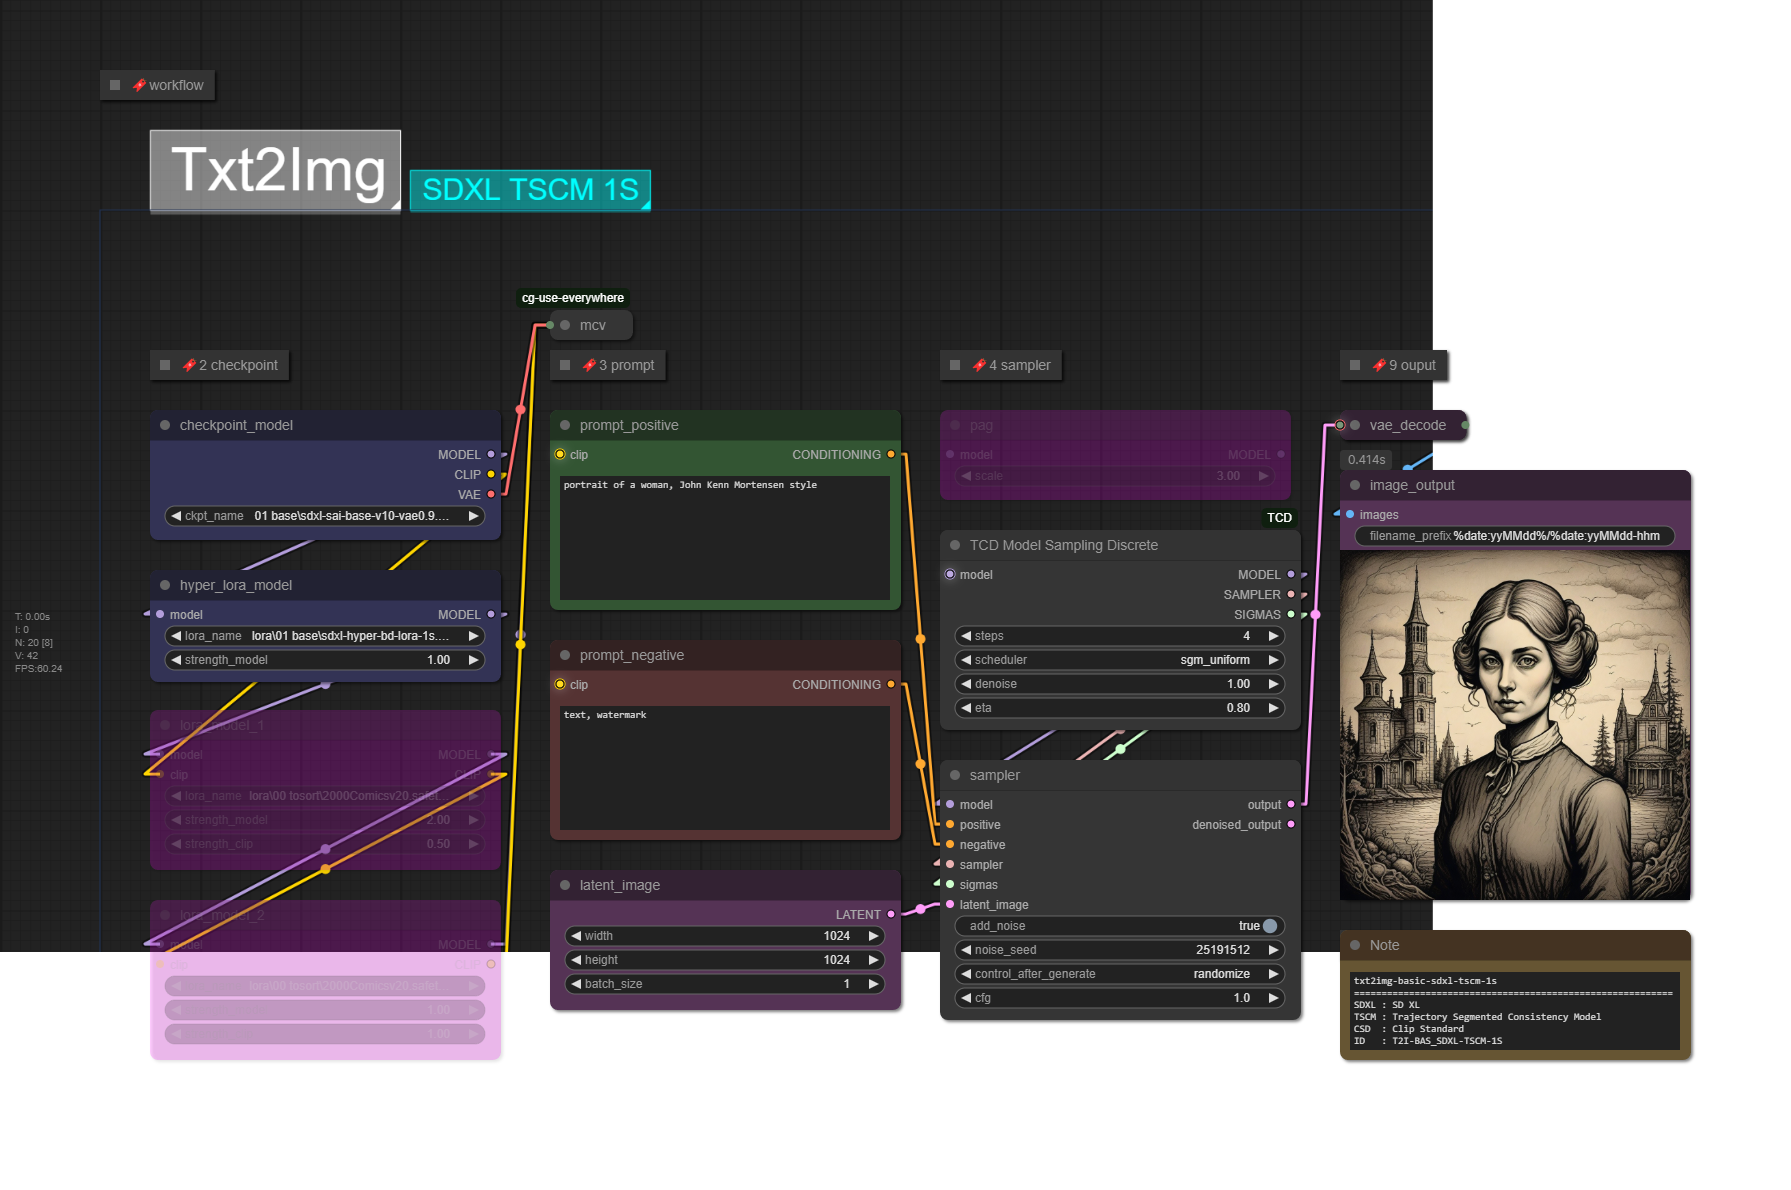 workflow
Txt2Img
SDXL TSCM 1S
cg-use-everywhere
mcv
2 checkpoint
3 prompt
4 sampler
9 ouput
checkpoint_model
MODEL
CLIP
VAE
ckpt_name 01 base\sdxl-sai-base-v10-vae0.9....
hyper_lora_model
model MODEL
lora_name lora\01 base\sdxl-hyper-bd-lora-1s....
strength_model 1.00
T: 0.00s
I: 0
N: 20 [8]
V: 42
FPS:60.24
lora_model_1
model MODEL
clip CLIP
lora_name lora\00 tosort\2000Comicsv20.safet...
strength_model 2.00
strength_clip 0.50
lora_model_2
model MODEL
clip CLIP
lora\00 tosort\2000Comicsv20.safet...
1.00
1.00
prompt_positive
clip CONDITIONING
portrait of a woman, John Kenn Mortensen style
prompt_negative
clip CONDITIONING
text, watermark
latent_image
LATENT
width 1024
height 1024
batch_size 1
pag
model MODEL
scale 3.00
TCD
TCD Model Sampling Discrete
model MODEL
SAMPLER
SIGMAS
steps 4
scheduler sgm_uniform
denoise 1.00
eta 0.80
sampler
model output
positive denoised_output
negative
sampler
sigmas
latent_image
add_noise true
noise_seed 25191512
control_after_generate randomize
cfg 1.0
vae_decode
0.414s
image_output
images
filename_prefix %date:yyMMdd%/%date:yyMMdd-hhm
Note
txt2img-basic-sdxl-tscm-1s
=======================================================
SDXL : SD XL
TSCM : Trajectory Segmented Consistency Model
CSD : Clip Standard
ID : T2I-BAS_SDXL-TSCM-1S